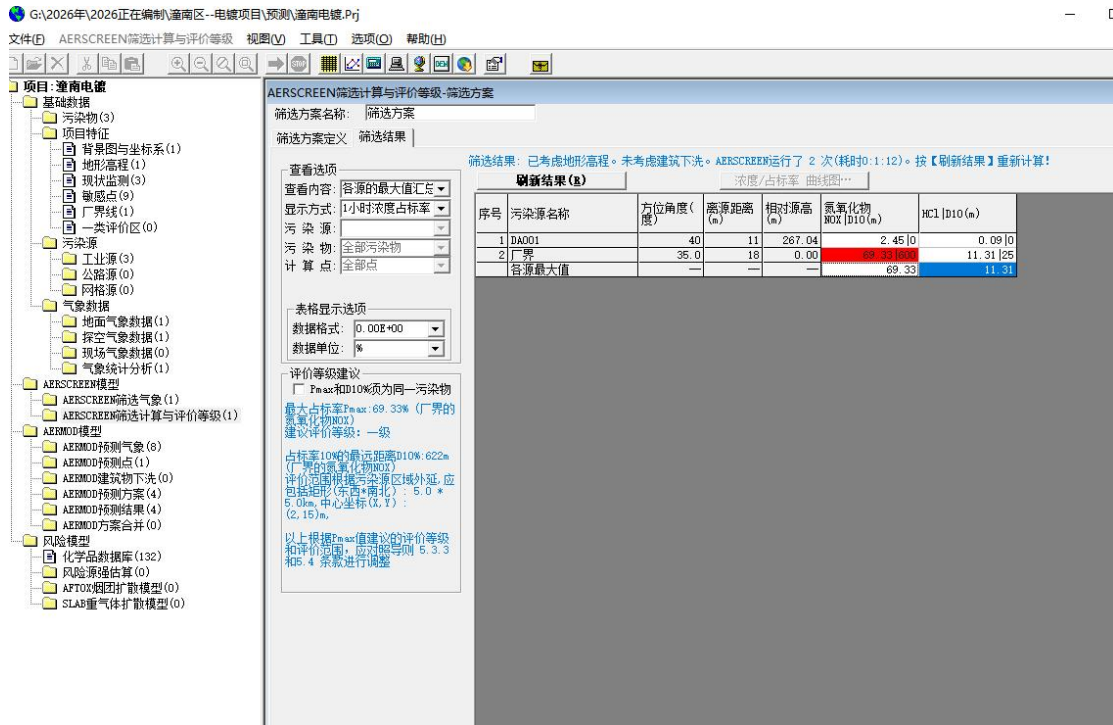 G:\2026年\2026正在编制\潼南区--电镀项目\预测\潼南电镀.Prj
文件(F) AERSCREEN筛选计算与评价等级 视图(V) 工具(T) 选项(O) 帮助(H)
项目:潼南电镀
基础数据
污染物(3)
项目特征
背景图与坐标系(1)
地形高程(1)
现状监测(3)
敏感点(9)
厂界线(1)
一类评价区(0)
污染源
工业源(3)
公路源(0)
网格源(0)
气象数据
地面气象数据(1)
探空气象数据(1)
现场气象数据(0)
气象统计分析(1)
AERSCREEN模型
AERSCREEN筛选气象(1)
AERSCREEN筛选计算与评价等级(1)
AERMOD模型
AERMOD预测气象(8)
AERMOD预测点(1)
AERMOD建筑物下洗(0)
AERMOD预测方案(4)
AERMOD预测结果(4)
AERMOD方案合并(0)
风险模型
化学品数据库(132)
风险源强估算(0)
AFTOX烟团扩散模型(0)
SLAB重气体扩散模型(0)
AERSCREEN筛选计算与评价等级-筛选方案
筛选方案名称: 筛选方案
筛选方案定义 筛选结果
查看选项
查看内容: 各源的最大值汇总
显示方式: 1小时浓度占标率
污 染 源:
污 染 物: 全部污染物
计 算 点: 全部点
表格显示选项
数据格式: 0.00E+00
数据单位: %
评价等级建议
Pmax和D10%须为同一污染物
最大占标率Pmax:69.33% (厂界的
氮氧化物NOX)
建议评价等级: 一级
占标率10%的最远距离D10%:622m
(厂界的氮氧化物NOX)
评价范围根据污染源区域外延,应
包括矩形(东西*南北): 5.0 *
5.0km,中心坐标(X,Y):
(2,15)m,
以上根据Pmax值建议的评价等级
和评价范围, 应对照导则 5.3.3
和5.4 条款进行调整
筛选结果: 已考虑地形高程。未考虑建筑下洗。AERSCREEN运行了 2 次(耗时0:1:12)。按【刷新结果】重新计算!
刷新结果(R) 浓度/占标率 曲线图…
序号 污染源名称 方位角度(度) 离源距离(m) 相对源高(m) 氮氧化物NOX|D10(m) HCl|D10(m)
1 DA001 40 11 267.04 2.45|0 0.09|0
2 厂界 35.0 18 0.00 69.33|600 11.31|25
各源最大值 — — — 69.33 11.31